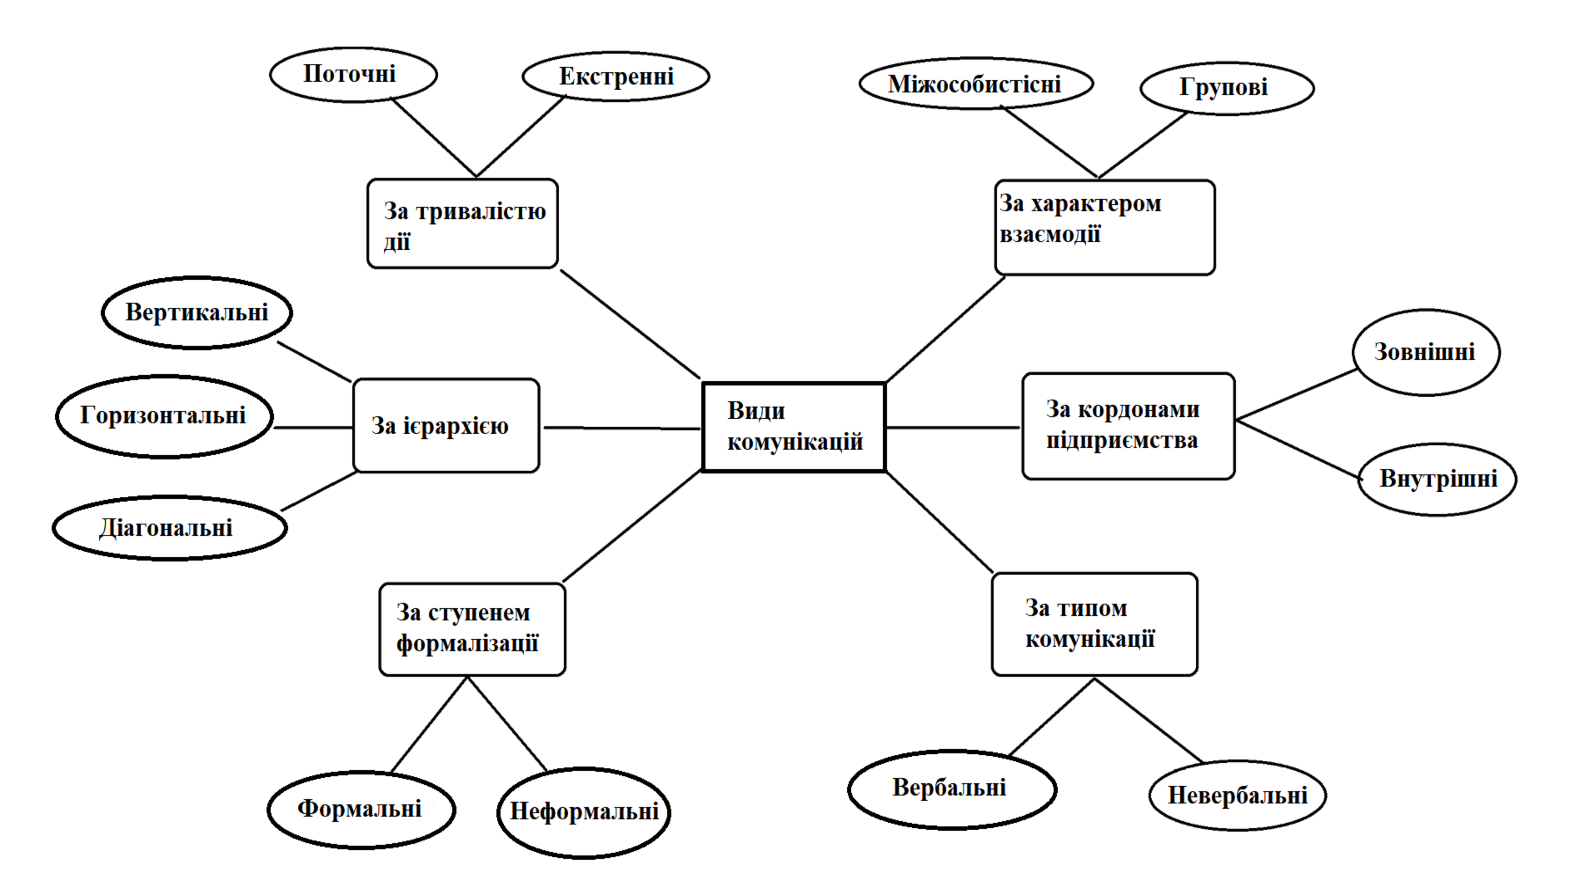 Поточні
Екстренні
Міжособистісні
Групові
За тривалістю
дії
За характером
взаємодії
Вертикальні
Горизонтальні
Діагональні
За ієрархією
Види
комунікацій
За кордонами
підприємства
Зовнішні
Внутрішні
За ступенем
формалізації
За типом
комунікації
Формальні
Неформальні
Вербальні
Невербальні